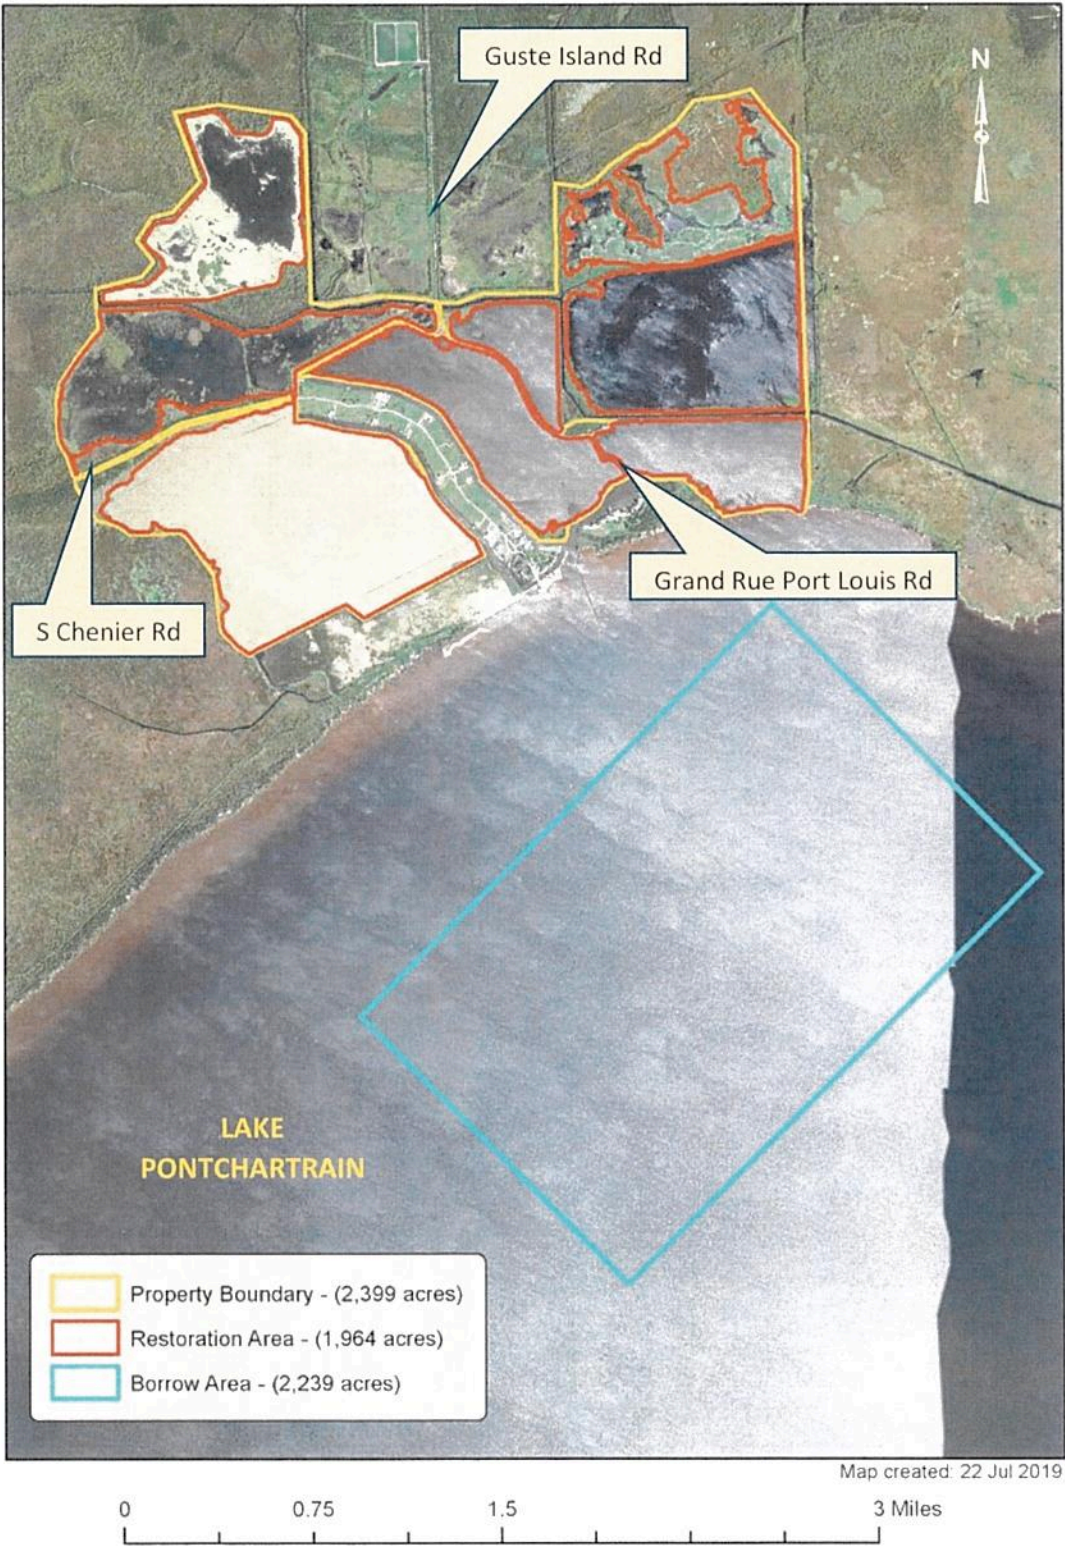 Guste Island Rd
N
Grand Rue Port Louis Rd
S Chenier Rd
LAKE
PONTCHARTRAIN
Property Boundary - (2,399 acres)
Restoration Area - (1,964 acres)
Borrow Area - (2,239 acres)
Map created: 22 Jul 2019
0 0.75 1.5 3 Miles